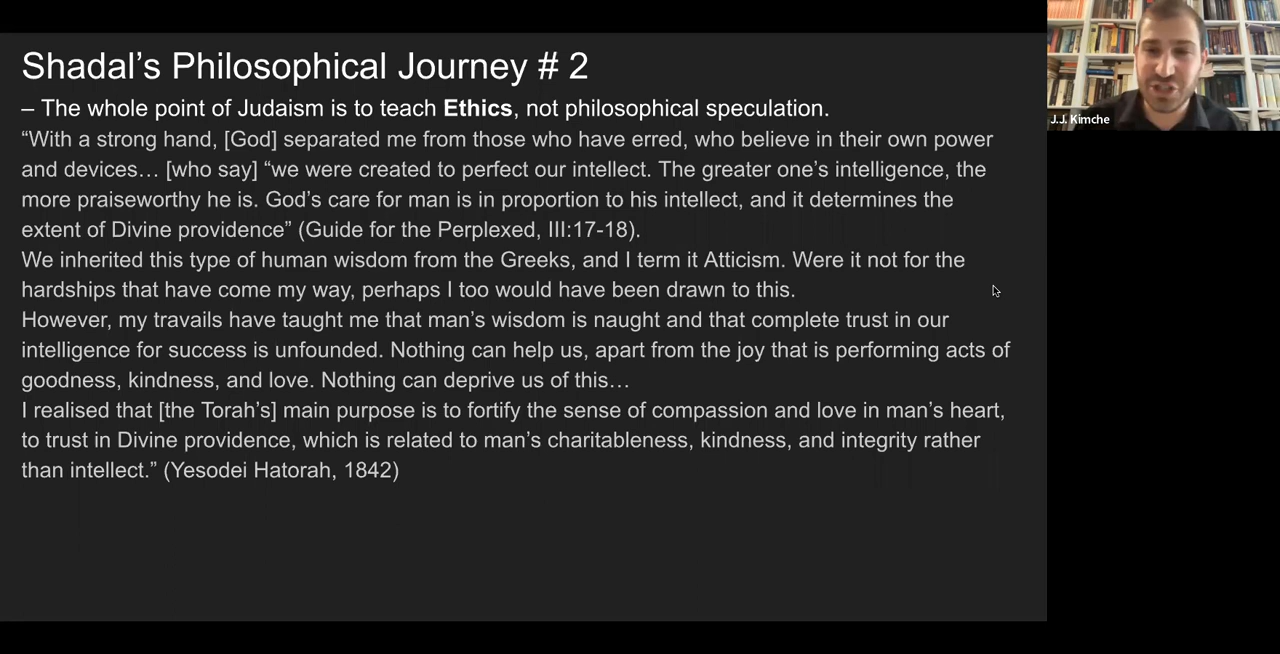 Shadal's Philosophical Journey # 2
– The whole point of Judaism is to teach Ethics, not philosophical speculation.
“With a strong hand, [God] separated me from those who have erred, who believe in their own power
and devices… [who say] “we were created to perfect our intellect. The greater one’s intelligence, the
more praiseworthy he is. God’s care for man is in proportion to his intellect, and it determines the
extent of Divine providence” (Guide for the Perplexed, III:17-18).
We inherited this type of human wisdom from the Greeks, and I term it Atticism. Were it not for the
hardships that have come my way, perhaps I too would have been drawn to this.
However, my travails have taught me that man’s wisdom is naught and that complete trust in our
intelligence for success is unfounded. Nothing can help us, apart from the joy that is performing acts of
goodness, kindness, and love. Nothing can deprive us of this…
I realised that [the Torah’s] main purpose is to fortify the sense of compassion and love in man’s heart,
to trust in Divine providence, which is related to man’s charitableness, kindness, and integrity rather
than intellect.” (Yesodei Hatorah, 1842)
J.J. Kimche